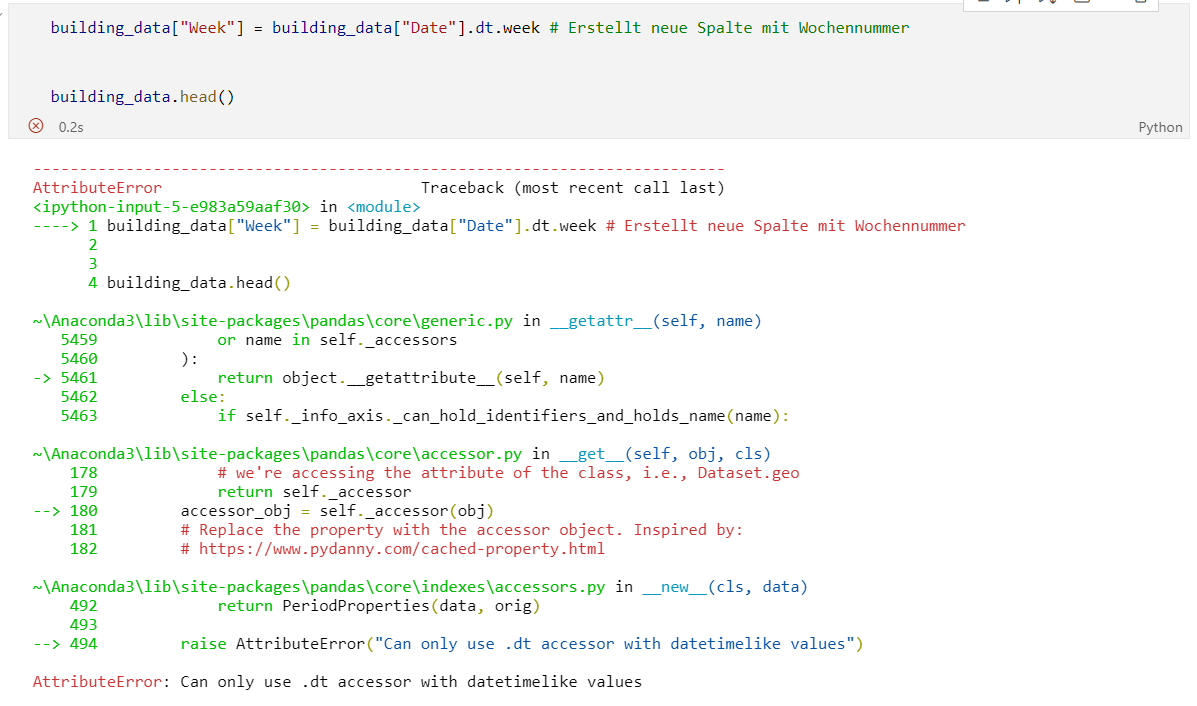 building_data["Week"] = building_data["Date"].dt.week # Erstellt neue Spalte mit Wochennummer
building_data.head()
0.2s
Python
---------------------------------------------------------------------------
AttributeError                            Traceback (most recent call last)
<ipython-input-5-e983a59aaf30> in <module>
----> 1 building_data["Week"] = building_data["Date"].dt.week # Erstellt neue Spalte mit Wochennummer
      2
      3
      4 building_data.head()
~\Anaconda3\lib\site-packages\pandas\core\generic.py in __getattr__(self, name)
   5459             or name in self._accessors
   5460         ):
-> 5461             return object.__getattribute__(self, name)
   5462         else:
   5463             if self._info_axis._can_hold_identifiers_and_holds_name(name):
~\Anaconda3\lib\site-packages\pandas\core\accessor.py in __get__(self, obj, cls)
    178             # we're accessing the attribute of the class, i.e., Dataset.geo
    179             return self._accessor
--> 180         accessor_obj = self._accessor(obj)
    181         # Replace the property with the accessor object. Inspired by:
    182         # https://www.pydanny.com/cached-property.html
~\Anaconda3\lib\site-packages\pandas\core\indexes\accessors.py in __new__(cls, data)
    492             return PeriodProperties(data, orig)
    493
--> 494         raise AttributeError("Can only use .dt accessor with datetimelike values")
AttributeError: Can only use .dt accessor with datetimelike values